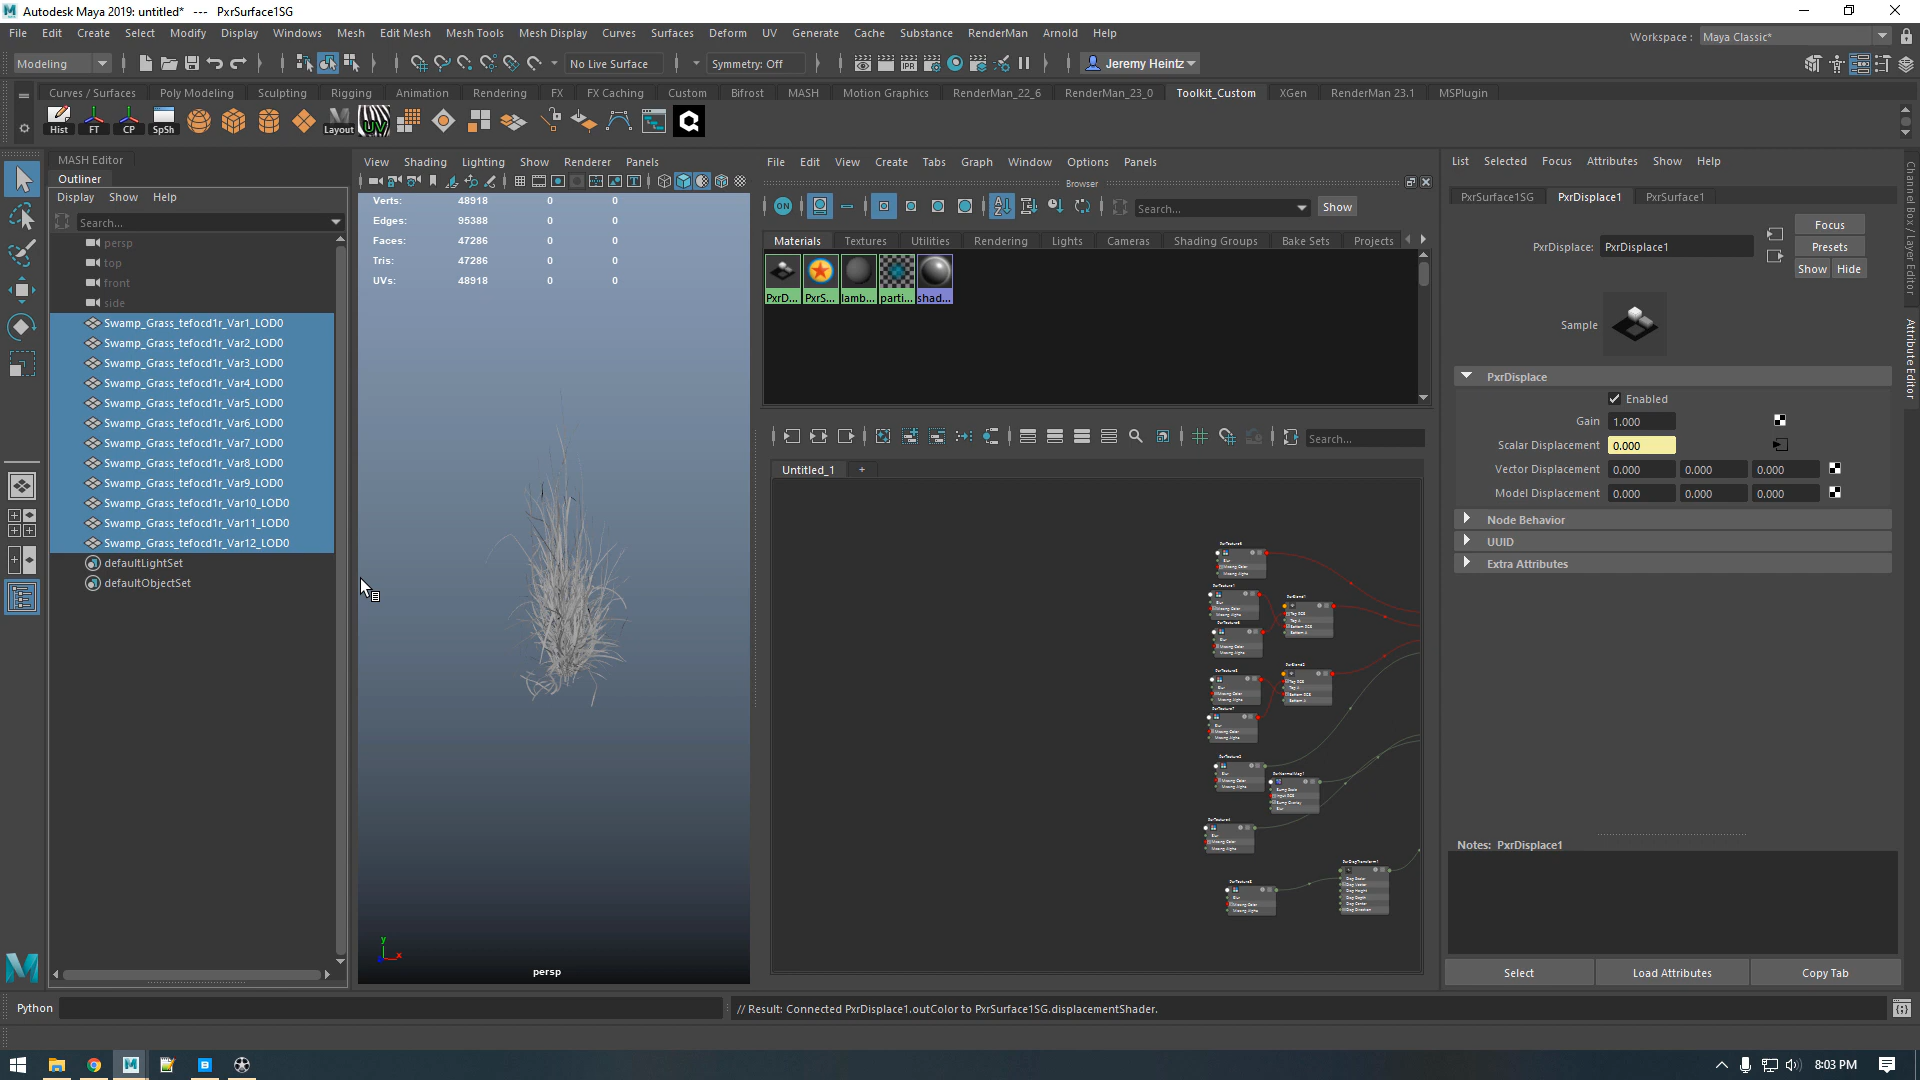 Autodesk Maya 2019: untitled*   ---   PxrSurface1SG
File Edit Create Select Modify Display Windows Mesh Edit Mesh Mesh Tools Mesh Display Curves Surfaces Deform UV Generate Cache Substance RenderMan Arnold Help
Workspace : Maya Classic*
Modeling No Live Surface Symmetry: Off Jeremy Heintz
Curves / Surfaces Poly Modeling Sculpting Rigging Animation Rendering FX FX Caching Custom Bifrost MASH Motion Graphics RenderMan_22_6 RenderMan_23_0 Toolkit_Custom XGen RenderMan 23.1 MSPlugin
Hist FT CP SpSh Layout UV
MASH Editor
Outliner
Display Show Help
Search...
persp
top
front
side
Swamp_Grass_tefocd1r_Var1_LOD0
Swamp_Grass_tefocd1r_Var2_LOD0
Swamp_Grass_tefocd1r_Var3_LOD0
Swamp_Grass_tefocd1r_Var4_LOD0
Swamp_Grass_tefocd1r_Var5_LOD0
Swamp_Grass_tefocd1r_Var6_LOD0
Swamp_Grass_tefocd1r_Var7_LOD0
Swamp_Grass_tefocd1r_Var8_LOD0
Swamp_Grass_tefocd1r_Var9_LOD0
Swamp_Grass_tefocd1r_Var10_LOD0
Swamp_Grass_tefocd1r_Var11_LOD0
Swamp_Grass_tefocd1r_Var12_LOD0
defaultLightSet
defaultObjectSet
View Shading Lighting Show Renderer Panels
Verts: 48918 0 0
Edges: 95388 0 0
Faces: 47286 0 0
Tris: 47286 0 0
UVs: 48918 0 0
y
x
persp
File Edit View Create Tabs Graph Window Options Panels
Browser
ON Search... Show
Materials Textures Utilities Rendering Lights Cameras Shading Groups Bake Sets Projects
PxrD... PxrS... lamb... parti... shad...
Search...
Untitled_1 +
List Selected Focus Attributes Show Help
PxrSurface1SG PxrDisplace1 PxrSurface1
PxrDisplace: PxrDisplace1
Focus
Presets
Show Hide
Sample
PxrDisplace
Enabled
Gain 1.000
Scalar Displacement 0.000
Vector Displacement 0.000 0.000 0.000
Model Displacement 0.000 0.000 0.000
Node Behavior
UUID
Extra Attributes
Notes: PxrDisplace1
Select Load Attributes Copy Tab
Channel Box / Layer Editor
Attribute Editor
Python
// Result: Connected PxrDisplace1.outColor to PxrSurface1SG.displacementShader.
8:03 PM